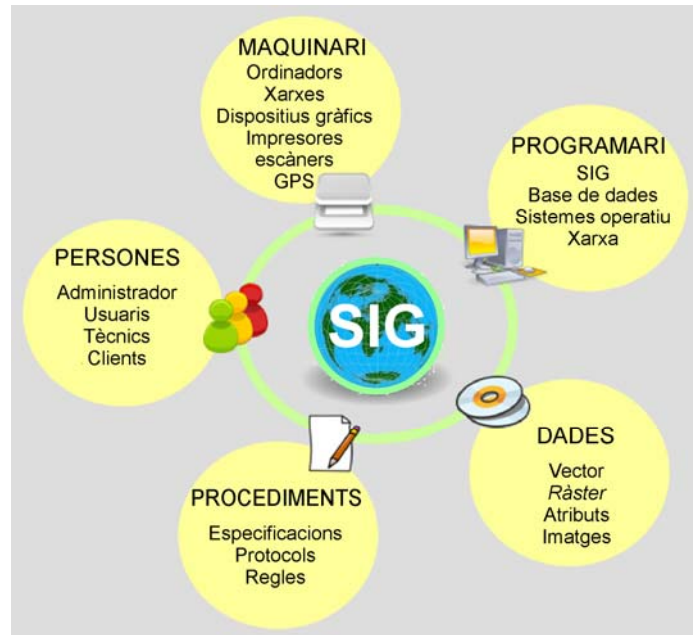 MAQUINARI
Ordinadors
Xarxes
Dispositius gràfics
Impresores
escàners
GPS
PROGRAMARI
SIG
Base de dades
Sistemes operatiu
Xarxa
PERSONES
Administrador
Usuaris
Tècnics
Clients
SIG
DADES
Vector
Ràster
Atributs
Imatges
PROCEDIMENTS
Especificacions
Protocols
Regles